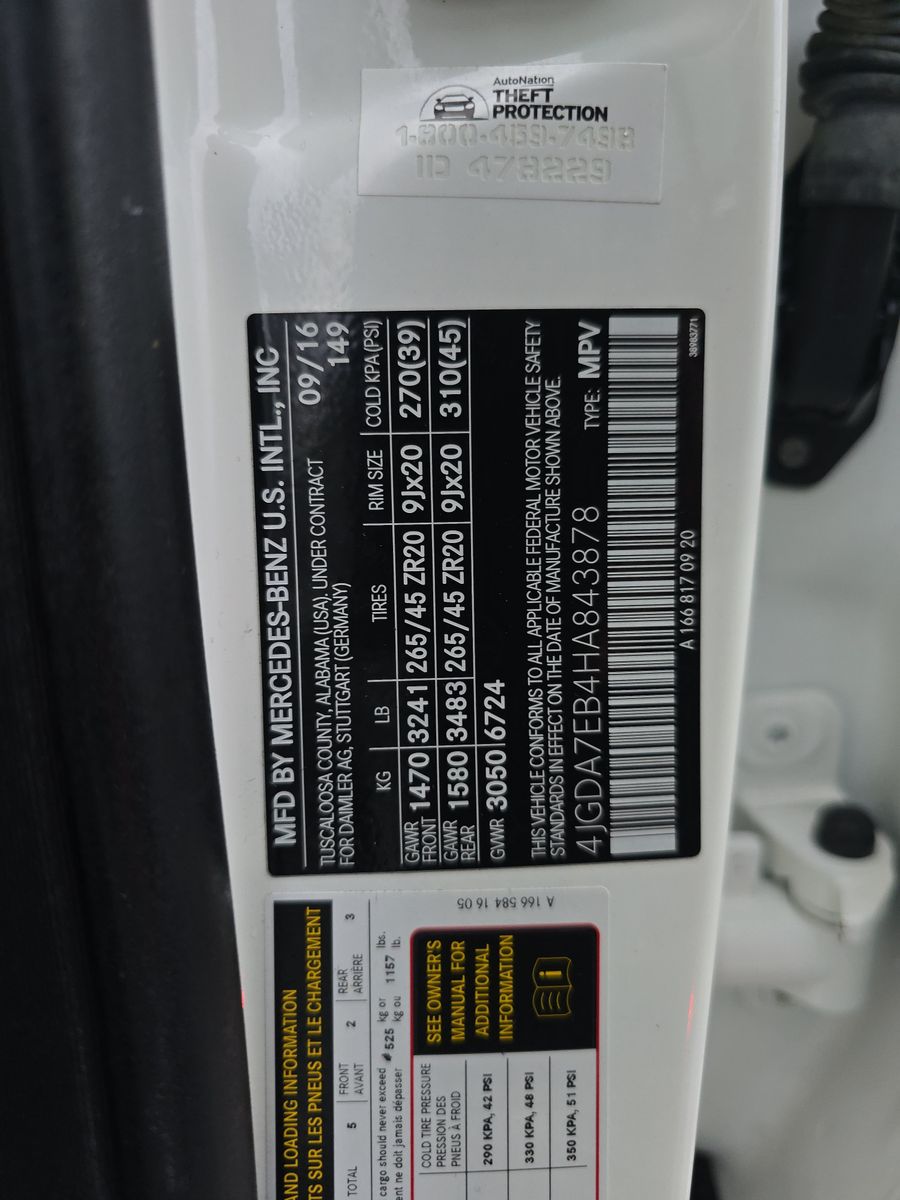 AutoNation
THEFT
PROTECTION
1-800-459-7498
ID 478229
MFD BY MERCEDES-BENZ U.S. INTL., INC
TUSCALOOSA COUNTY, ALABAMA (USA), UNDER CONTRACT 09/16
FOR DAIMLER AG, STUTTGART (GERMANY) 149
KG LB TIRES RIM SIZE COLD KPA(PSI)
GAWR FRONT 1470 3241 265/45 ZR20 9Jx20 270(39)
GAWR REAR 1580 3483 265/45 ZR20 9Jx20 310(45)
GVWR 3050 6724
THIS VEHICLE CONFORMS TO ALL APPLICABLE FEDERAL MOTOR VEHICLE SAFETY
STANDARDS IN EFFECT ON THE DATE OF MANUFACTURE SHOWN ABOVE.
4JGDA7EB4HA843878 TYPE: MPV
A 166 817 09 20 38983771
AND LOADING INFORMATION
TS SUR LES PNEUS ET LE CHARGEMENT
TOTAL 5 FRONT AVANT 2 REAR ARRIÈRE 3
cargo should never exceed #525 kg or 1157 lbs.
ent ne doit jamais dépasser kg ou lb.
COLD TIRE PRESSURE
PRESSION DES
PNEUS À FROID
290 KPA, 42 PSI
330 KPA, 48 PSI
350 KPA, 51 PSI
SEE OWNER'S
MANUAL FOR
ADDITIONAL
INFORMATION
A 166 584 16 05